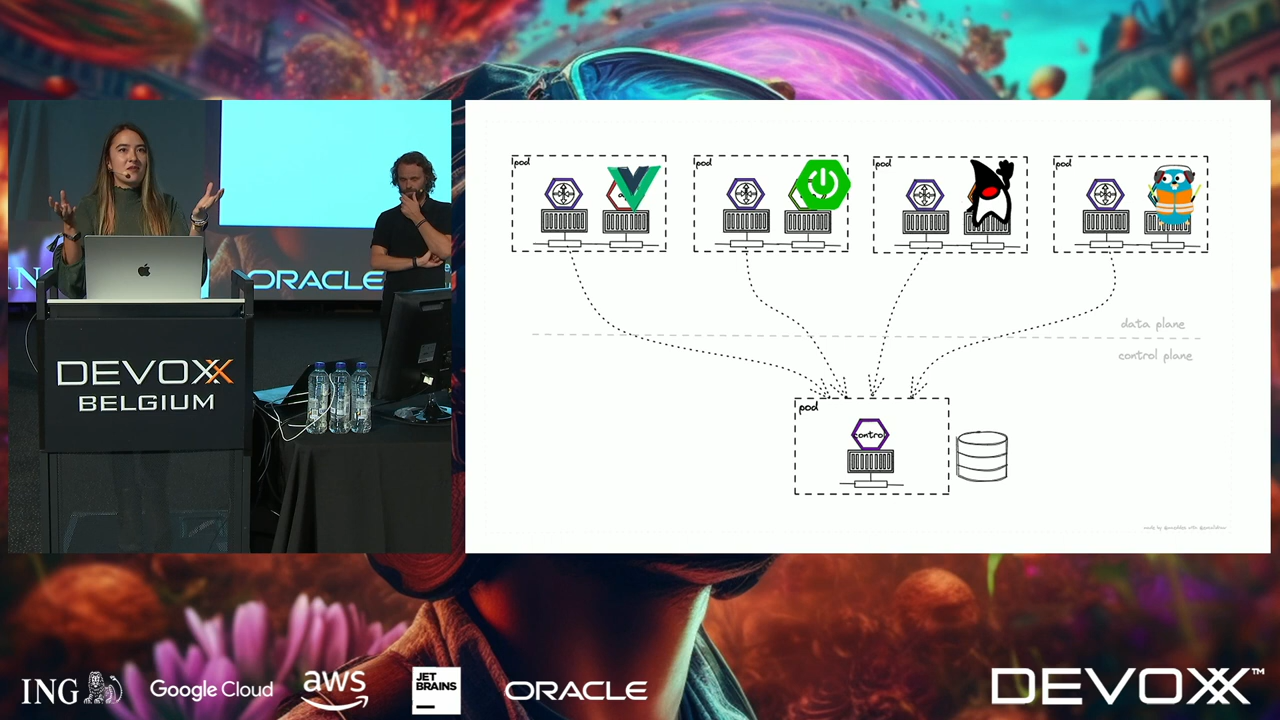 pod
pod
pod
pod
data plane
control plane
pod
control
ORACLE
DEVOXX
BELGIUM
ING
Google Cloud
aws
JET
BRAINS
ORACLE
DEVOXX™